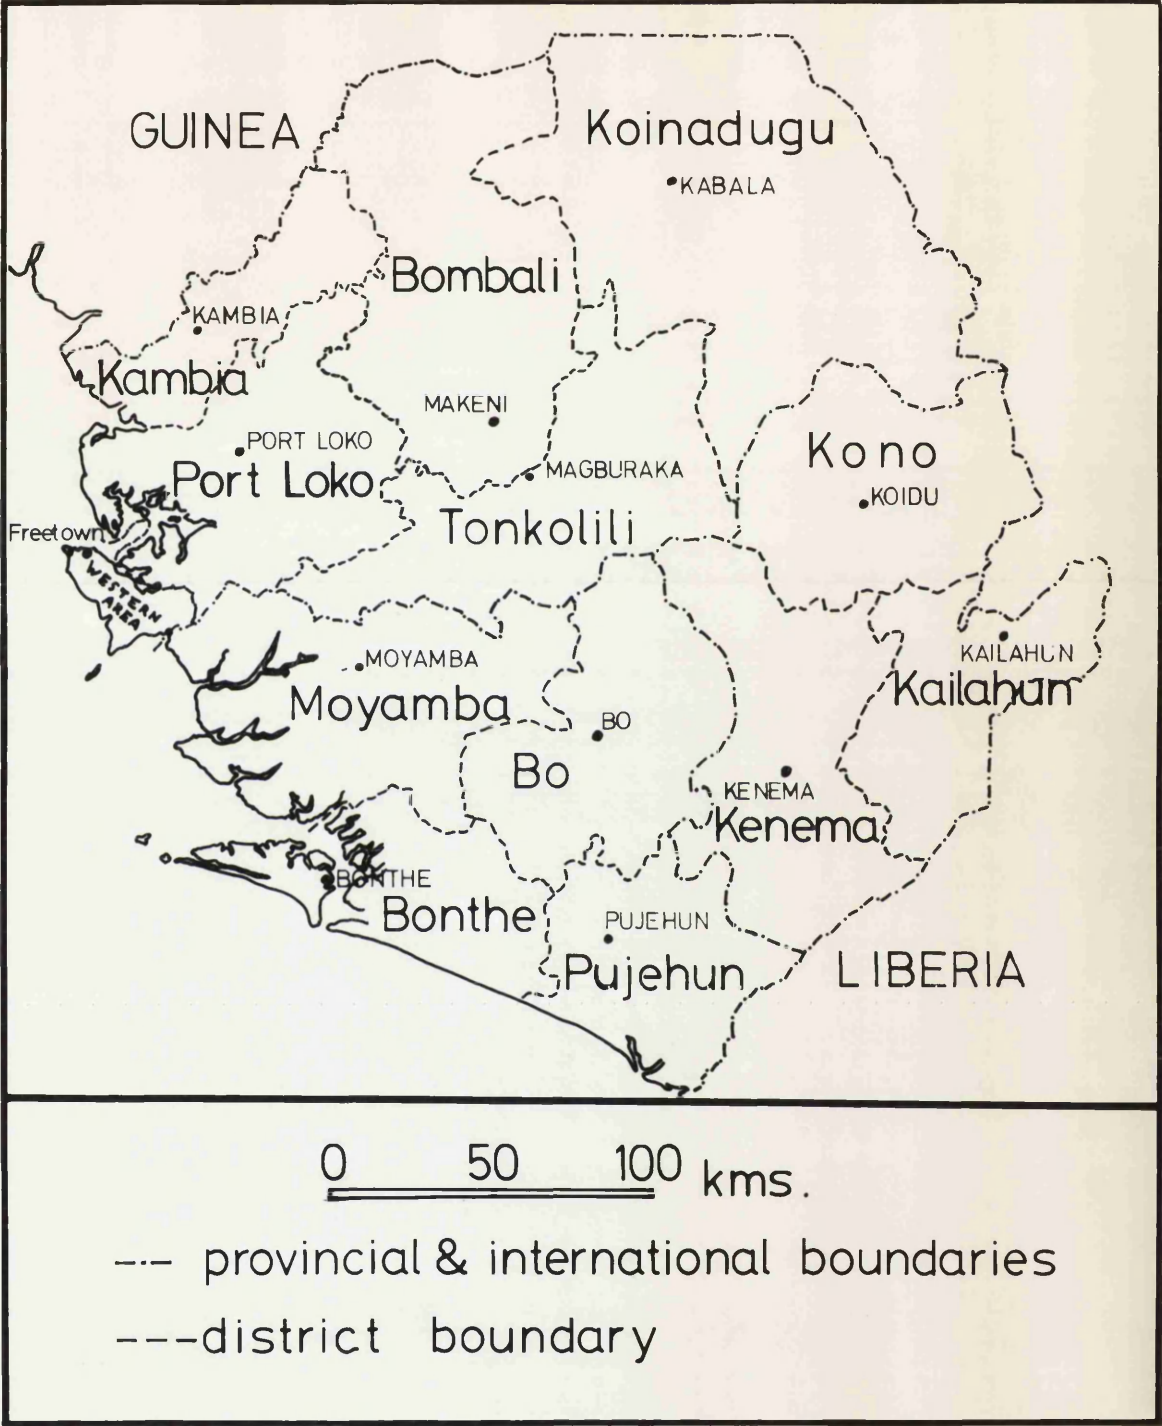 GUINEA
Koinadugu
KABALA
Bombali
KAMBIA
Kambia
MAKENI
PORT LOKO
Port Loko
MAGBURAKA
Kono
KOIDU
Tonkolili
Freetown
WESTERN
AREA
MOYAMBA
Moyamba
KAILAHUN
Kailahun
BO
Bo
KENEMA
Kenema
BONTHE
Bonthe
PUJEHUN
Pujehun
LIBERIA
0 50 100 kms.
provincial & international boundaries
district boundary